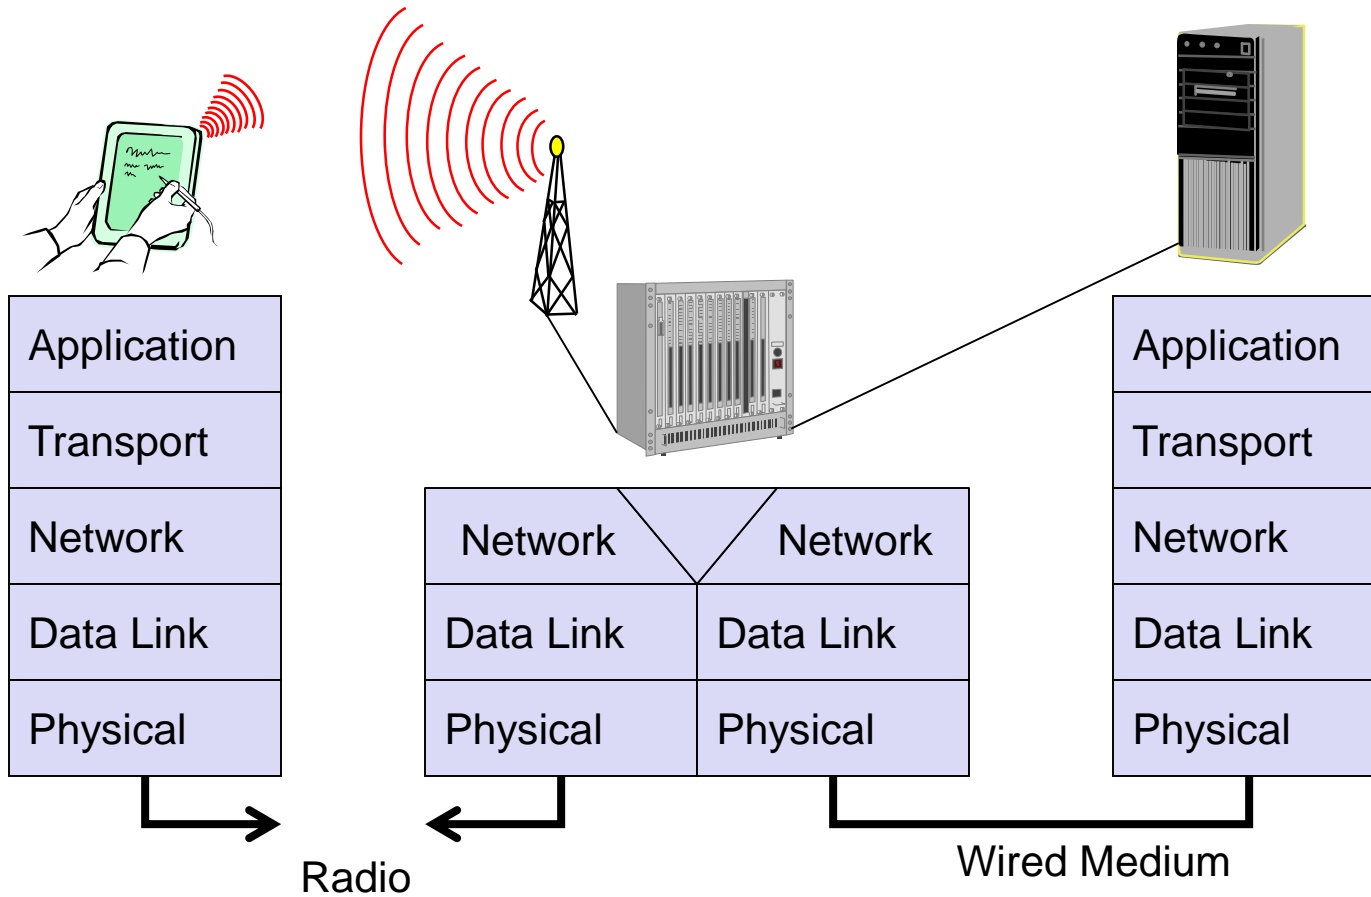 Application
Transport
Network
Data Link
Physical
Network Network
Data Link Data Link
Physical Physical
Application
Transport
Network
Data Link
Physical
Radio
Wired Medium